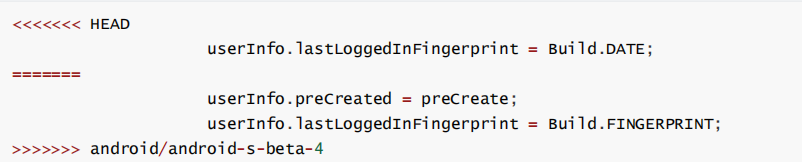 <<<<<<< HEAD
userInfo.lastLoggedInFingerprint = Build.DATE;
=======
userInfo.preCreated = preCreate;
userInfo.lastLoggedInFingerprint = Build.FINGERPRINT;
>>>>>>> android/android-s-beta-4